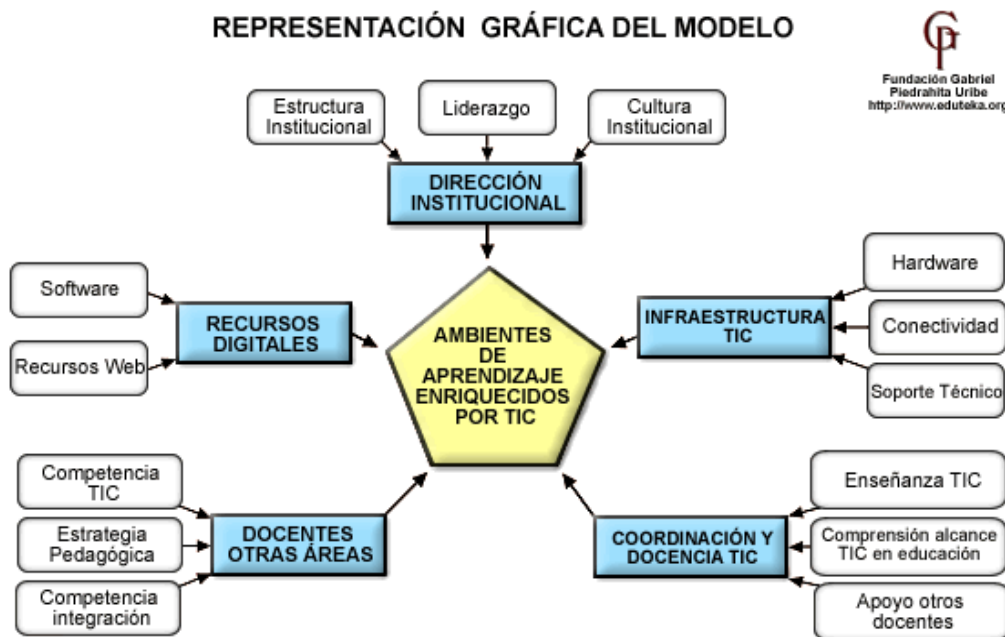 REPRESENTACIÓN GRÁFICA DEL MODELO
Fundación Gabriel
Piedrahita Uribe
http://www.eduteka.org
Estructura
Institucional
Liderazgo
Cultura
Institucional
DIRECCIÓN
INSTITUCIONAL
Software
Recursos Web
RECURSOS
DIGITALES
AMBIENTES
DE
APRENDIZAJE
ENRIQUECIDOS
POR TIC
INFRAESTRUCTURA
TIC
Hardware
Conectividad
Soporte Técnico
Competencia
TIC
Estrategia
Pedagógica
Competencia
integración
DOCENTES
OTRAS ÁREAS
COORDINACIÓN Y
DOCENCIA TIC
Enseñanza TIC
Comprensión alcance
TIC en educación
Apoyo otros
docentes